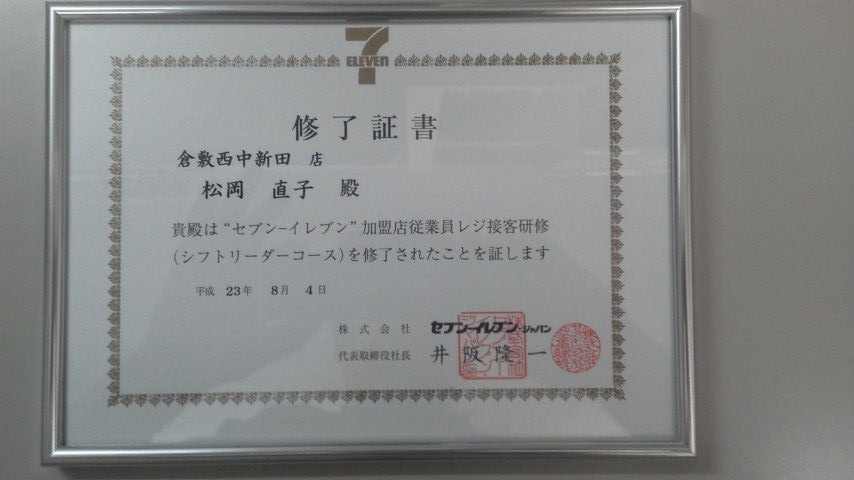 7
ELEVEN
修了証書
倉敷西中新田 店
松岡 直子 殿
貴殿は“セブン−イレブン”加盟店従業員レジ接客研修
(シフトリーダーコース)を修了されたことを証します
平成 23年 8月 4日
株式会社 セブン−イレブン・ジャパン
代表取締役社長 井阪隆一